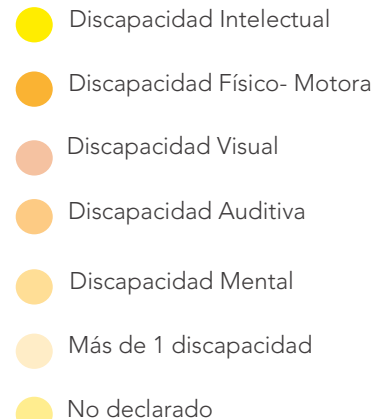 Discapacidad Intelectual
Discapacidad Físico- Motora
Discapacidad Visual
Discapacidad Auditiva
Discapacidad Mental
Más de 1 discapacidad
No declarado